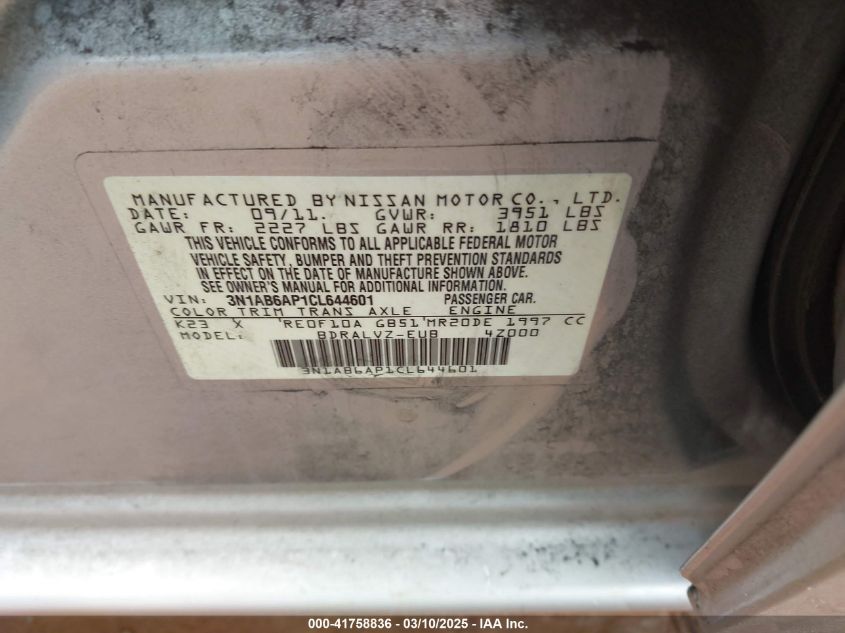 MANUFACTURED BY NISSAN MOTOR CO., LTD.
DATE: 09/11. GVWR: 3951 LBS
GAWR FR: 2227 LBS GAWR RR: 1810 LBS
THIS VEHICLE CONFORMS TO ALL APPLICABLE FEDERAL MOTOR
VEHICLE SAFETY, BUMPER AND THEFT PREVENTION STANDARDS
IN EFFECT ON THE DATE OF MANUFACTURE SHOWN ABOVE.
SEE OWNER'S MANUAL FOR ADDITIONAL INFORMATION.
VIN: 3N1AB6AP1CL644601 PASSENGER CAR.
COLOR TRIM TRANS AXLE ENGINE
K23 X 'RE0F10A GB51'MR20DE 1997 CC
MODEL: BDRALVZ-EUB 4Z000
3N1AB6AP1CL644601
000-41758836 - 03/10/2025 - IAA Inc.